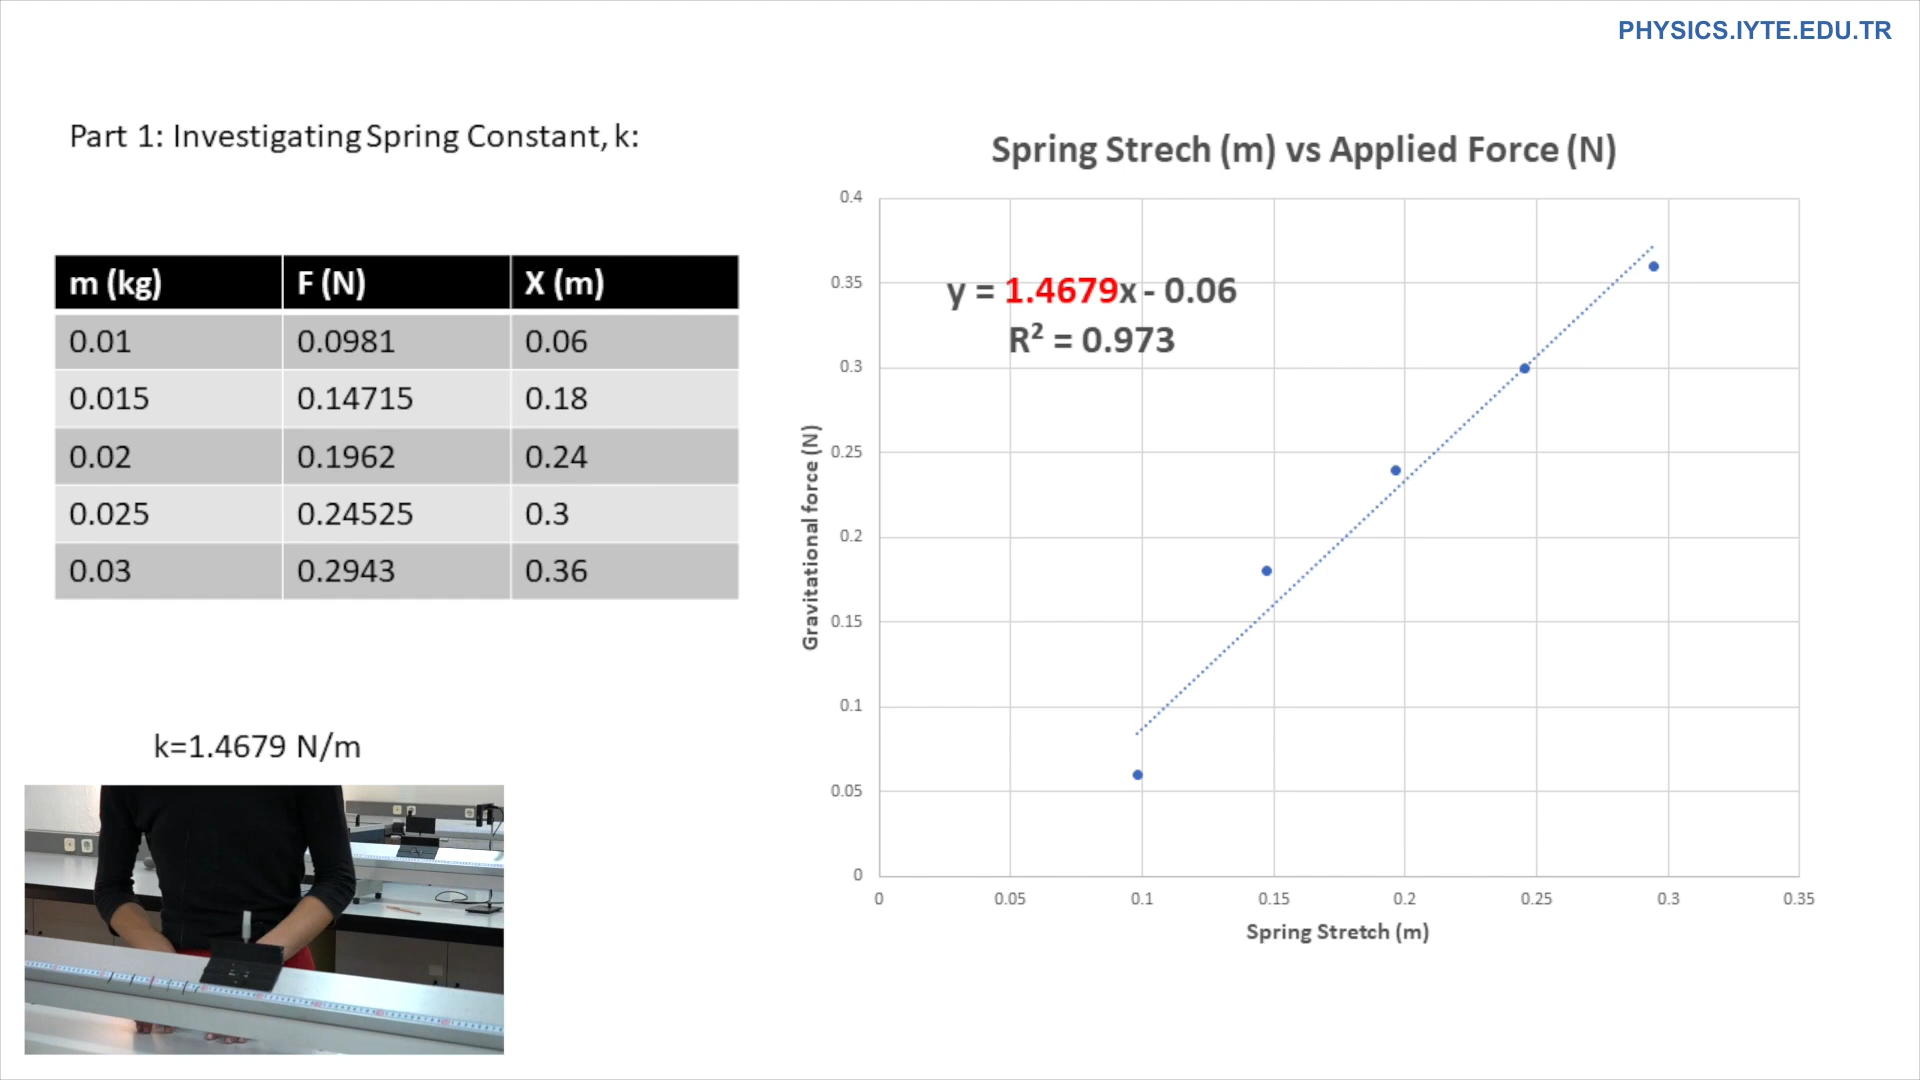 PHYSICS.IYTE.EDU.TR
Part 1: Investigating Spring Constant, k:
m (kg) F (N) X (m)
0.01 0.0981 0.06
0.015 0.14715 0.18
0.02 0.1962 0.24
0.025 0.24525 0.3
0.03 0.2943 0.36
k=1.4679 N/m
Spring Strech (m) vs Applied Force (N)
y = 1.4679x - 0.06
R² = 0.973
0.4
0.35
0.3
0.25
0.2
0.15
0.1
0.05
0
Gravitational force (N)
0 0.05 0.1 0.15 0.2 0.25 0.3 0.35
Spring Stretch (m)